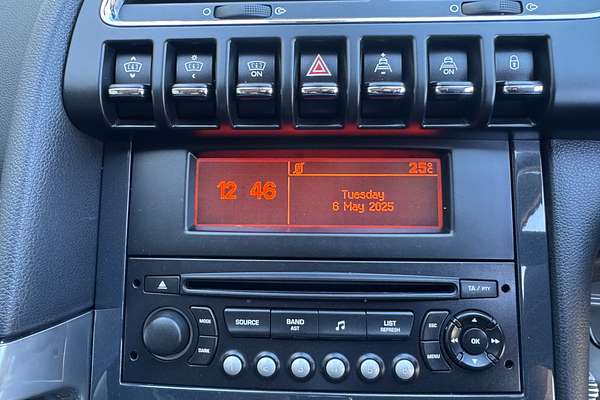 ON
ON
12 46
25°C
Tuesday
6 May 2025
TA / PTY
SOURCE
BAND
AST
LIST
REFRESH
MODE
DARK
ESC
MENU
OK